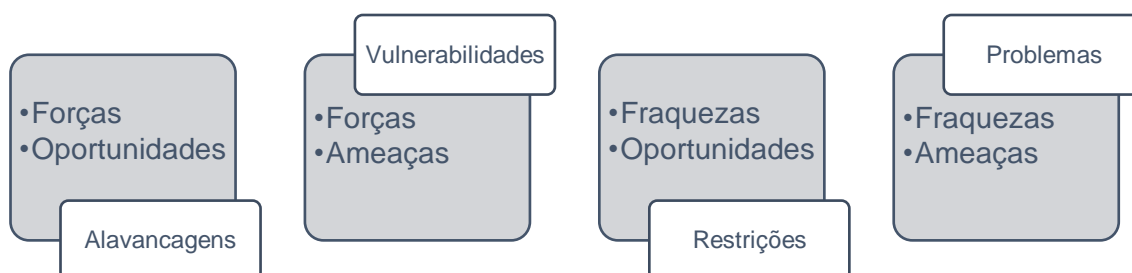 •Forças
•Oportunidades
Alavancagens
Vulnerabilidades
•Forças
•Ameaças
•Fraquezas
•Oportunidades
Restrições
Problemas
•Fraquezas
•Ameaças